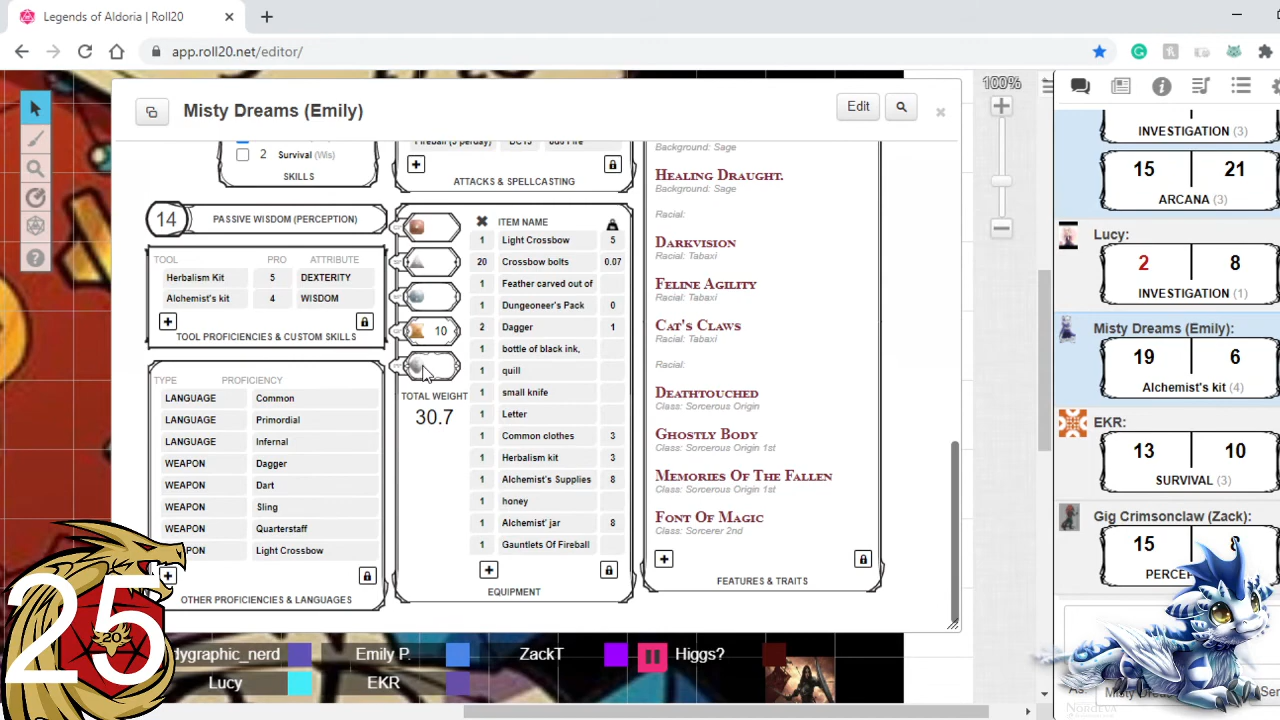 Legends of Aldoria | Roll20
app.roll20.net/editor/
Misty Dreams (Emily)
Edit
100%
2 Survival (Wis)
SKILLS
14 PASSIVE WISDOM (PERCEPTION)
TOOL PRO ATTRIBUTE
Herbalism Kit 5 DEXTERITY
Alchemist's kit 4 WISDOM
TOOL PROFICIENCIES & CUSTOM SKILLS
TYPE PROFICIENCY
LANGUAGE Common
LANGUAGE Primordial
LANGUAGE Infernal
WEAPON Dagger
WEAPON Dart
WEAPON Sling
WEAPON Quarterstaff
PON Light Crossbow
OTHER PROFICIENCIES & LANGUAGES
ATTACKS & SPELLCASTING
10
TOTAL WEIGHT
30.7
ITEM NAME
1 Light Crossbow 5
20 Crossbow bolts 0.07
1 Feather carved out of
1 Dungeoner's Pack 0
2 Dagger 1
1 bottle of black ink,
1 quill
1 small knife
1 Letter
1 Common clothes 3
1 Herbalism kit 3
1 Alchemist's Supplies 8
1 honey
1 Alchemist' jar 8
1 Gauntlets Of Fireball
EQUIPMENT
Background: Sage
HEALING DRAUGHT.
Background: Sage
Racial:
DARKVISION
Racial: Tabaxi
FELINE AGILITY
Racial: Tabaxi
CAT'S CLAWS
Racial: Tabaxi
Racial:
DEATHTOUCHED
Class: Sorcerous Origin
GHOSTLY BODY
Class: Sorcerous Origin 1st
MEMORIES OF THE FALLEN
Class: Sorcerous Origin 1st
FONT OF MAGIC
Class: Sorcerer 2nd
FEATURES & TRAITS
INVESTIGATION (3)
15 21
ARCANA (3)
Lucy:
2 8
INVESTIGATION (1)
Misty Dreams (Emily):
19 6
Alchemist's kit (4)
EKR:
13 10
SURVIVAL (3)
Gig Crimsonclaw (Zack):
15
PERCEP
As:
25
20
dygraphic_nerd Emily P. ZackT Higgs?
Lucy EKR